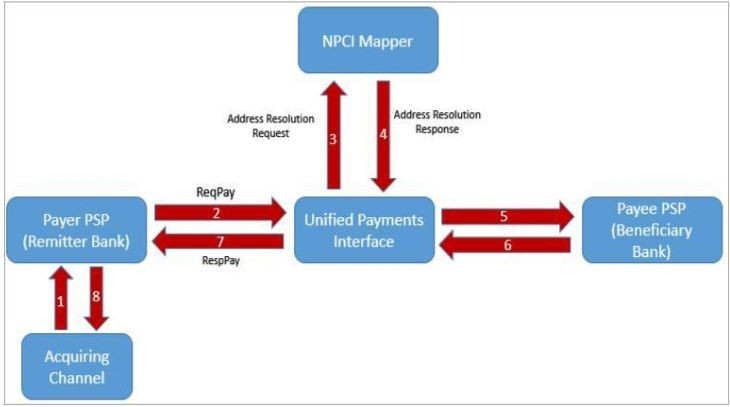 NPCI Mapper
Address Resolution
Request
3
4
Address Resolution
Response
ReqPay
Payer PSP
(Remitter Bank)
2
7
RespPay
Unified Payments
Interface
5
6
Payee PSP
(Beneficiary
Bank)
1
8
Acquiring
Channel